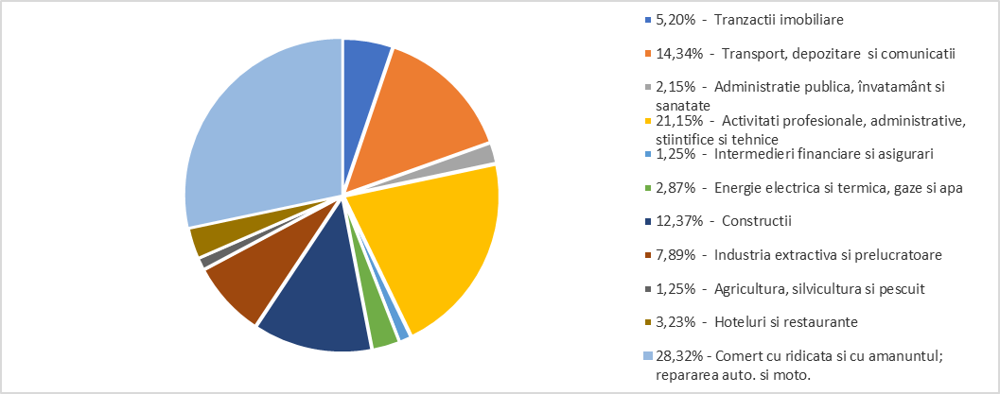 5,20% - Tranzactii imobiliare
14,34% - Transport, depozitare si comunicatii
2,15% - Administratie publica, învatamânt si
sanatate
21,15% - Activitati profesionale, administrative,
stiintifice si tehnice
1,25% - Intermedieri financiare si asigurari
2,87% - Energie electrica si termica, gaze si apa
12,37% - Constructii
7,89% - Industria extractiva si prelucratoare
1,25% - Agricultura, silvicultura si pescuit
3,23% - Hoteluri si restaurante
28,32% - Comert cu ridicata si cu amanuntul;
repararea auto. si moto.